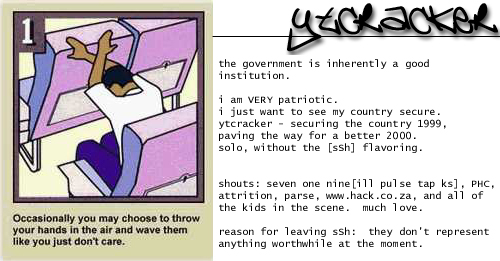 1
Occasionally you may choose to throw
your hands in the air and wave them
like you just don't care.
ytcracker
the government is inherently a good
institution.
i am VERY patriotic.
i just want to see my country secure.
ytcracker - securing the country 1999,
paving the way for a better 2000.
solo, without the [sSh] flavoring.
shouts: seven one nine[ill pulse tap ks], PHC,
attrition, parse, www.hack.co.za, and all of
the kids in the scene.  much love.
reason for leaving sSh:  they don't represent
anything worthwhile at the moment.